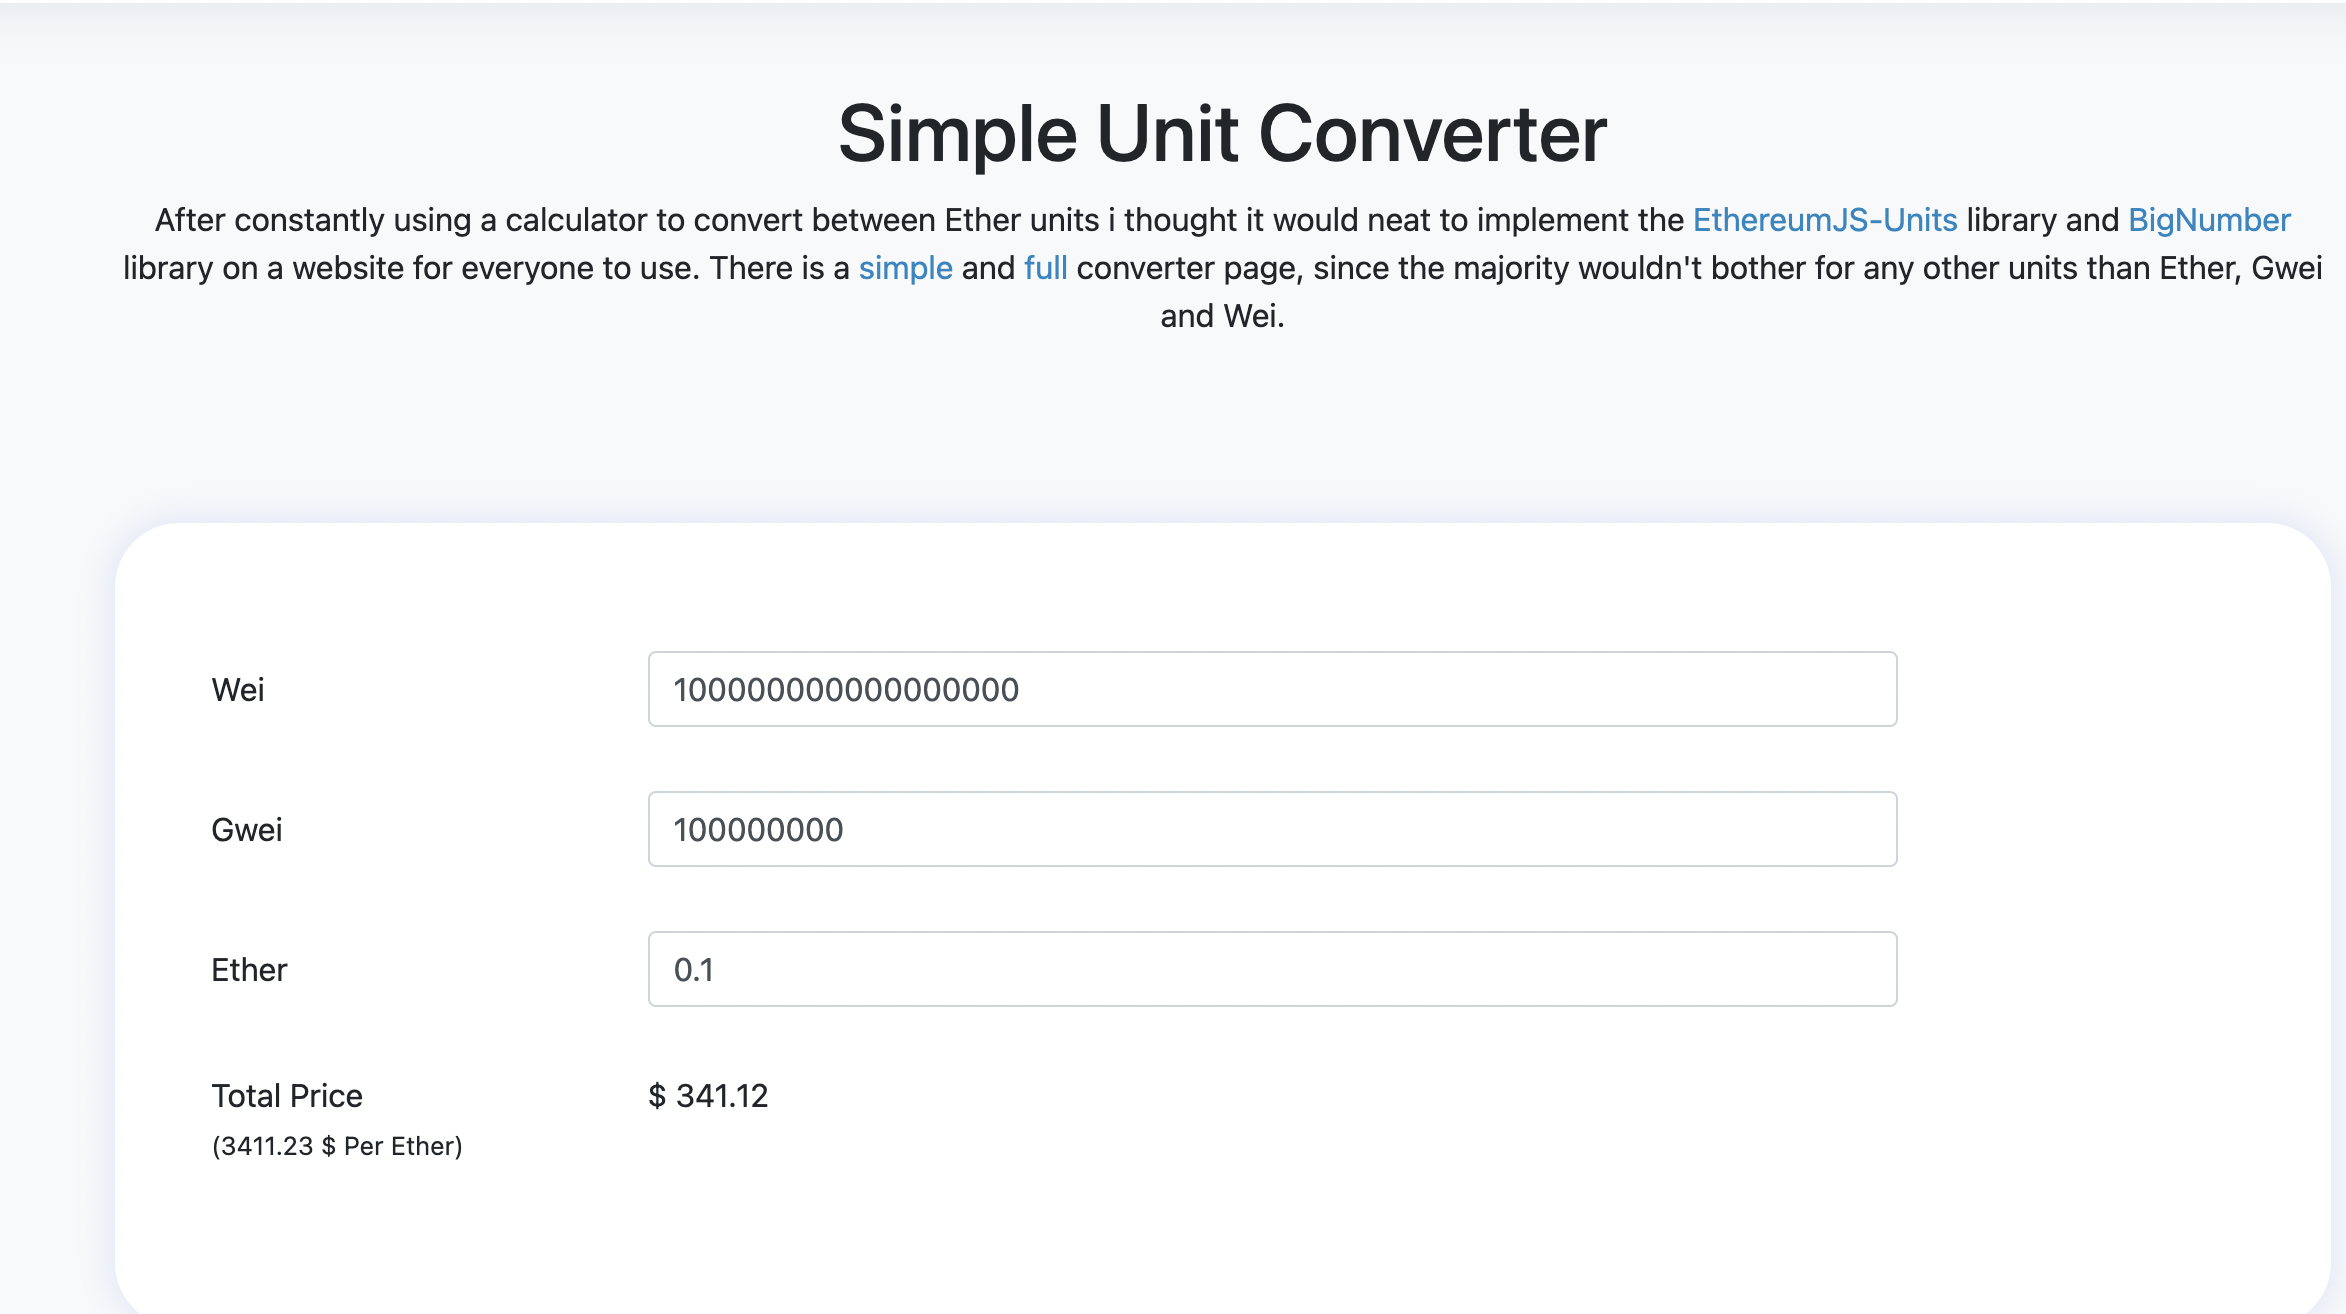 Simple Unit Converter
After constantly using a calculator to convert between Ether units i thought it would neat to implement the EthereumJS-Units library and BigNumber
library on a website for everyone to use. There is a simple and full converter page, since the majority wouldn't bother for any other units than Ether, Gwei
and Wei.
Wei 100000000000000000
Gwei 100000000
Ether 0.1
Total Price $ 341.12
(3411.23 $ Per Ether)